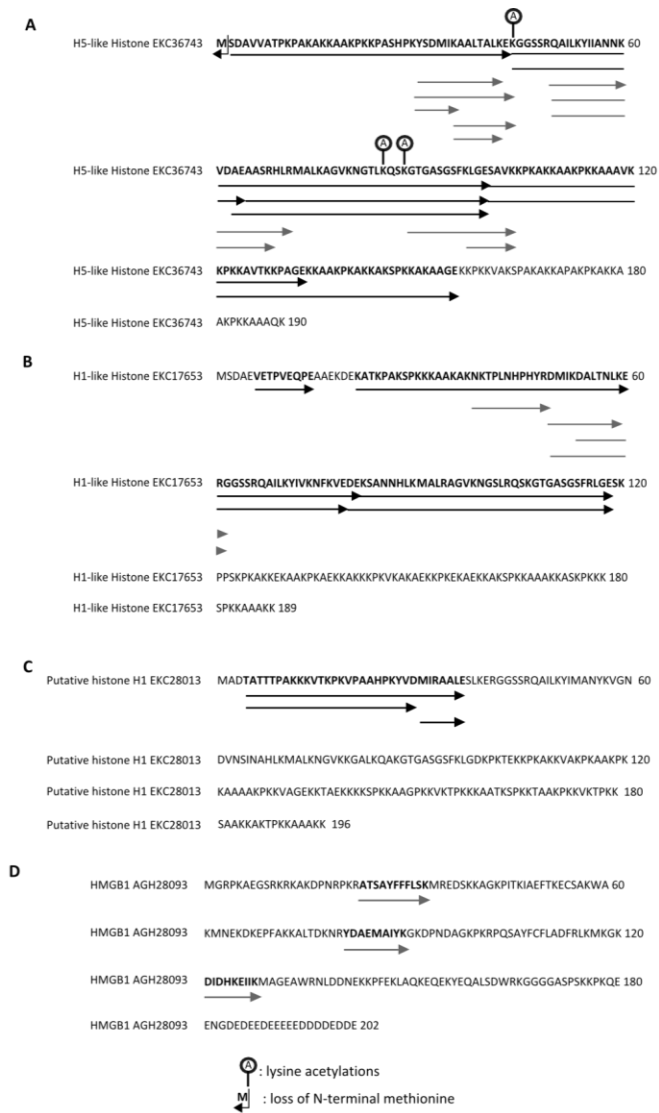 A
A
H5-like Histone EKC36743 MSDAVVATPKPAKAKKAAKPKKPASHPKYSDMIKAALTALKEKGGSSRQAILKYIIANNK 60
A A
H5-like Histone EKC36743 VDAEAASRHLRMALKAGVKNGTLKQSKGTGASGSFKLGESAVKKPKAKKAAKPKKAAAVK 120
H5-like Histone EKC36743 KPKKAVTKKPAGEKKAAKPKAKKAKSPKKAKAAGEKKPKKVAKSPAKAKKAPAKPKAKKA 180
H5-like Histone EKC36743 AKPKKAAAQK 190
B
H1-like Histone EKC17653 MSDAEVETPVEQPEAAEKDEKATKPAKSPKKKAAKAKNKTPLNHPHYRDMIKDALTNLKE 60
H1-like Histone EKC17653 RGGSSRQAILKYIVKNFKVEDEKSANNHLKMALRAGVKNGSLRQSKGTGASGSFRLGESK 120
H1-like Histone EKC17653 PPSKPKAKKEKAAKPKAEKKAKKKPKVKAKAEKKPKEKAEKKAKSPKKAAAKKASKPKKK 180
H1-like Histone EKC17653 SPKKAAAKK 189
C
Putative histone H1 EKC28013 MADTATTTPAKKKVTKPKVPAAHPKYVDMIRAALESLKERGGSSRQAILKYIMANYKVGN 60
Putative histone H1 EKC28013 DVNSINAHLKMALKNGVKKGALKQAKGTGASGSFKLGDKPKTEKKPKAKKVAKPKAAKPK 120
Putative histone H1 EKC28013 KAAAAKPKKVAGEKKTAEKKKKSPKKAAGPKKVKTPKKKAATKSPKKTAAKPKKVKTPKK 180
Putative histone H1 EKC28013 SAAKKAKTPKKAAAKK 196
D
HMGB1 AGH28093 MGRPKAEGSRKRKAKDPNRPKRATSAYFFFLSKMREDSKKAGKPITKIAEFTKECSAKWA 60
HMGB1 AGH28093 KMNEKDKEPFAKKALTDKNRYDAEMAIYKGKDPNDAGKPKRPQSAYFCFLADFRLKMKGK 120
HMGB1 AGH28093 DIDHKEIIKMAGEAWRNLDDNEKKPFEKLAQKEQEKYEQALSDWRKGGGGASPSKKPKQE 180
HMGB1 AGH28093 ENGDEDEEDEEEEEDDDDEDDE 202
A : lysine acetylations
M : loss of N-terminal methionine